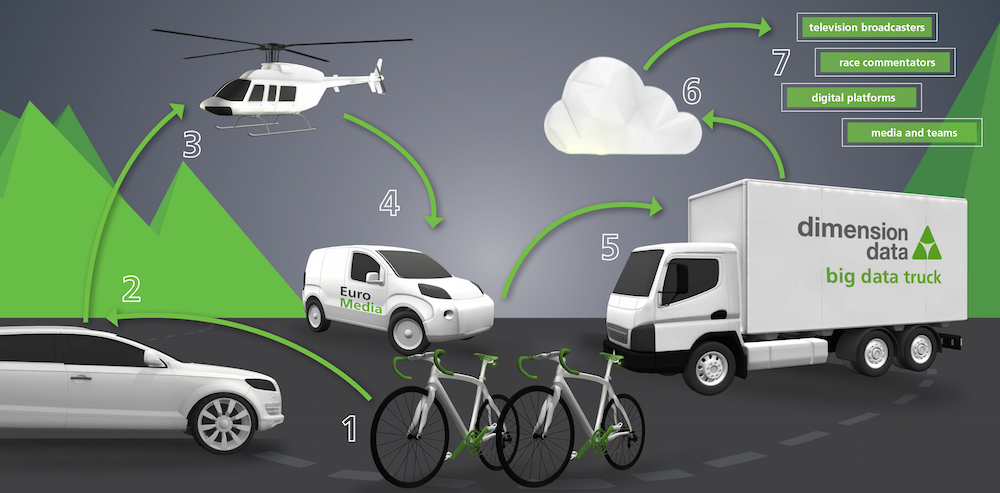 television broadcasters
7
race commentators
6
digital platforms
media and teams
3
4
5
dimension
data
big data truck
2
Euro
Media
1